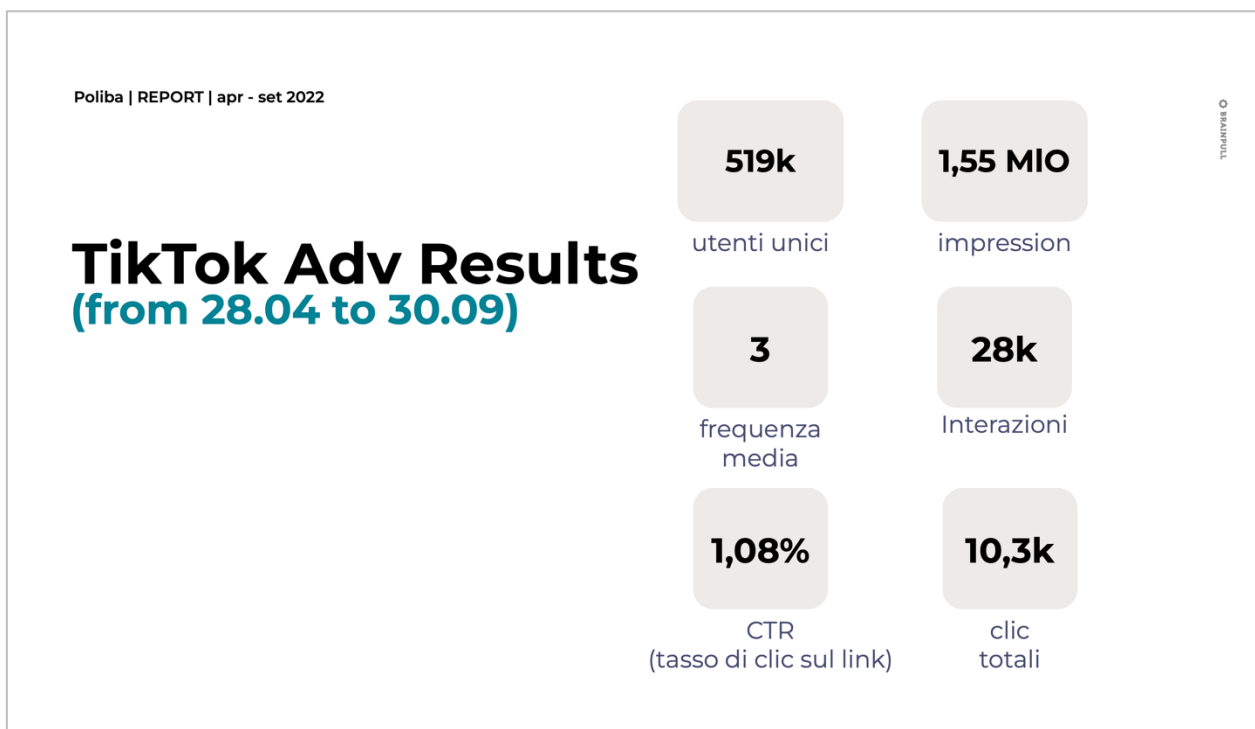 Poliba | REPORT | apr - set 2022
BRAINPULL
TikTok Adv Results
(from 28.04 to 30.09)
519k
utenti unici
1,55 MlO
impression
3
frequenza
media
28k
Interazioni
1,08%
CTR
(tasso di clic sul link)
10,3k
clic
totali